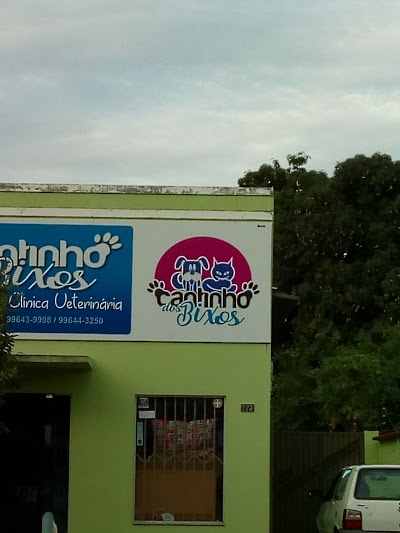 antinho
Bixos
Clínica Veterinária
99643-9998 / 99644-3250
Cantinho
dos
Bixos